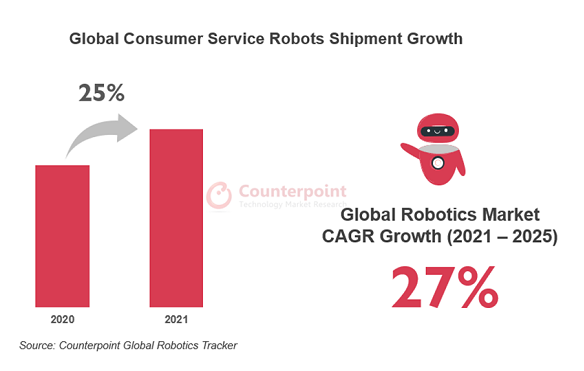 Global Consumer Service Robots Shipment Growth
25%
Counterpoint
Technology Market Research
Global Robotics Market
CAGR Growth (2021 – 2025)
27%
2020
2021
Source: Counterpoint Global Robotics Tracker